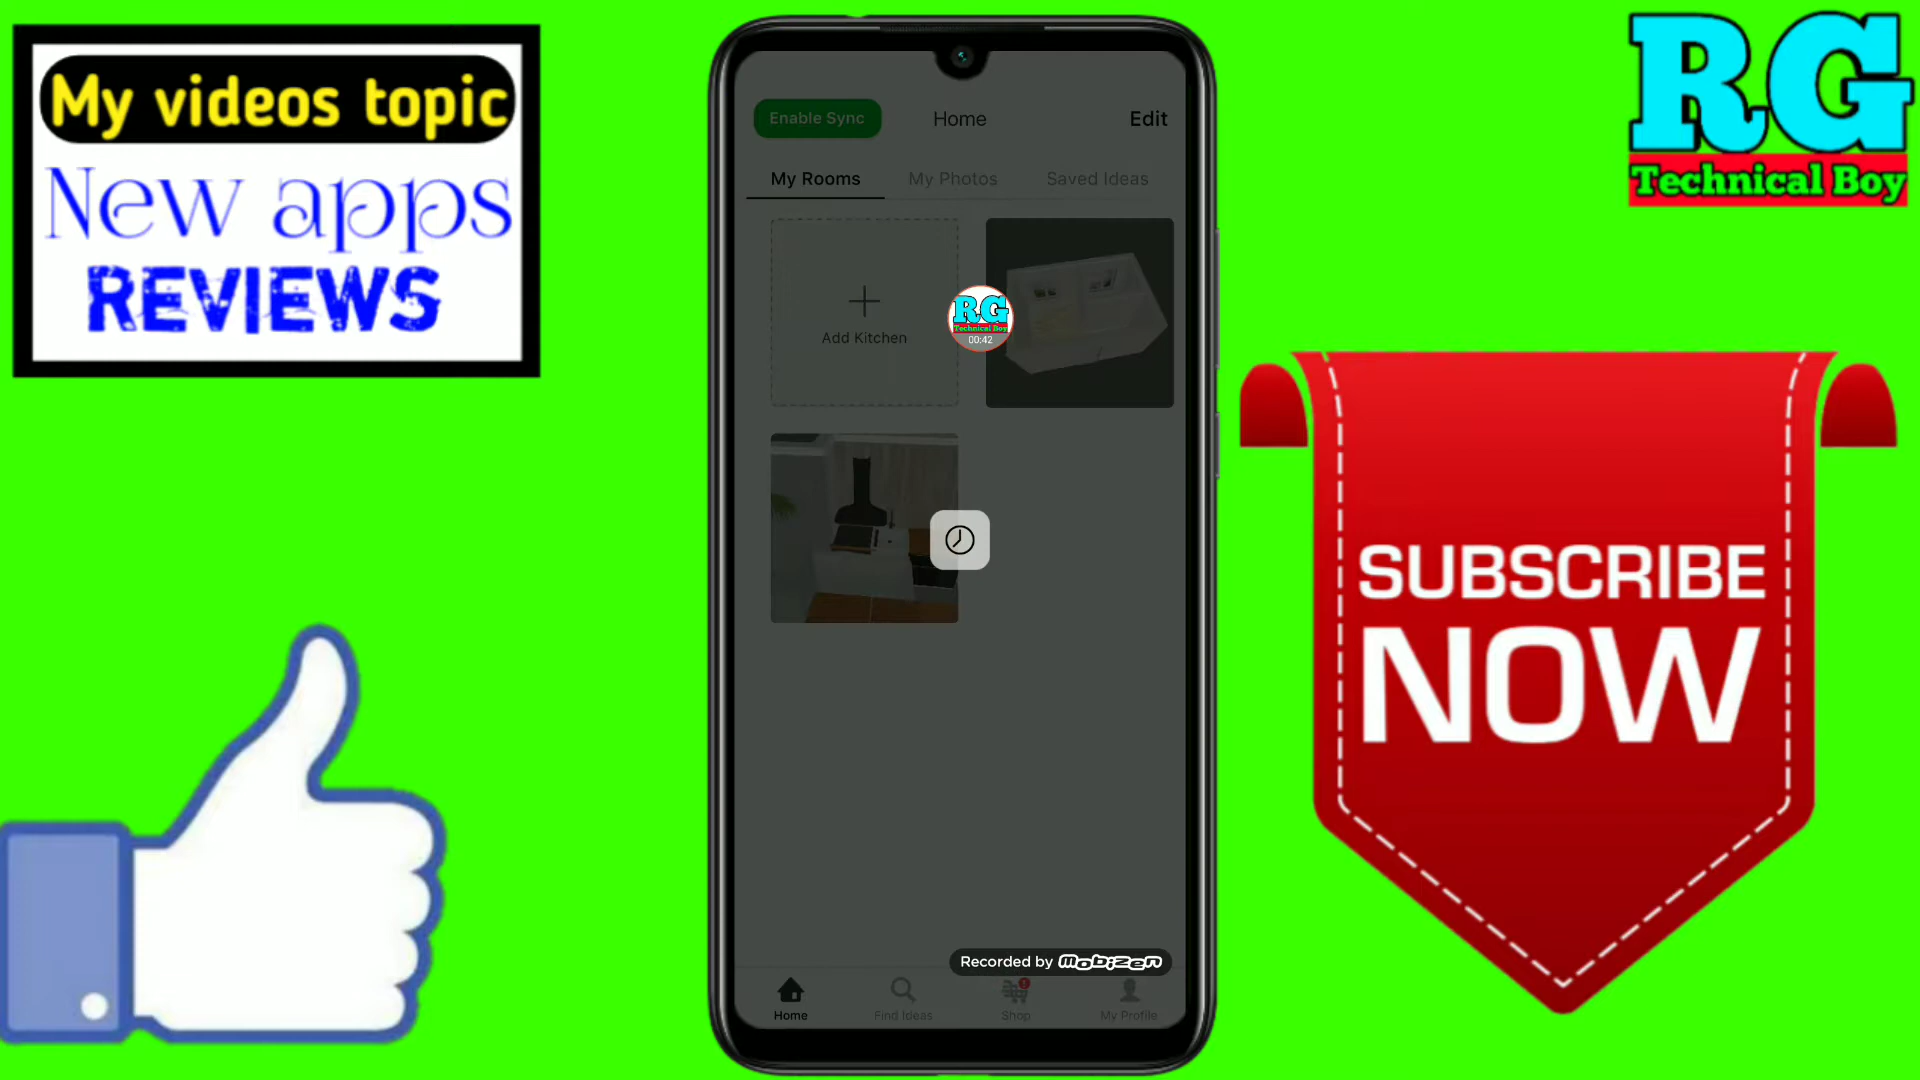 My videos topic
New apps
REVIEWS
RG
Technical Boy
Enable Sync
Home
Edit
My Rooms
My Photos
Saved Ideas
Add Kitchen
RG
Technical Boy
00:42
SUBSCRIBE
NOW
Recorded by mobizen
Home
Find Ideas
Shop
My Profile